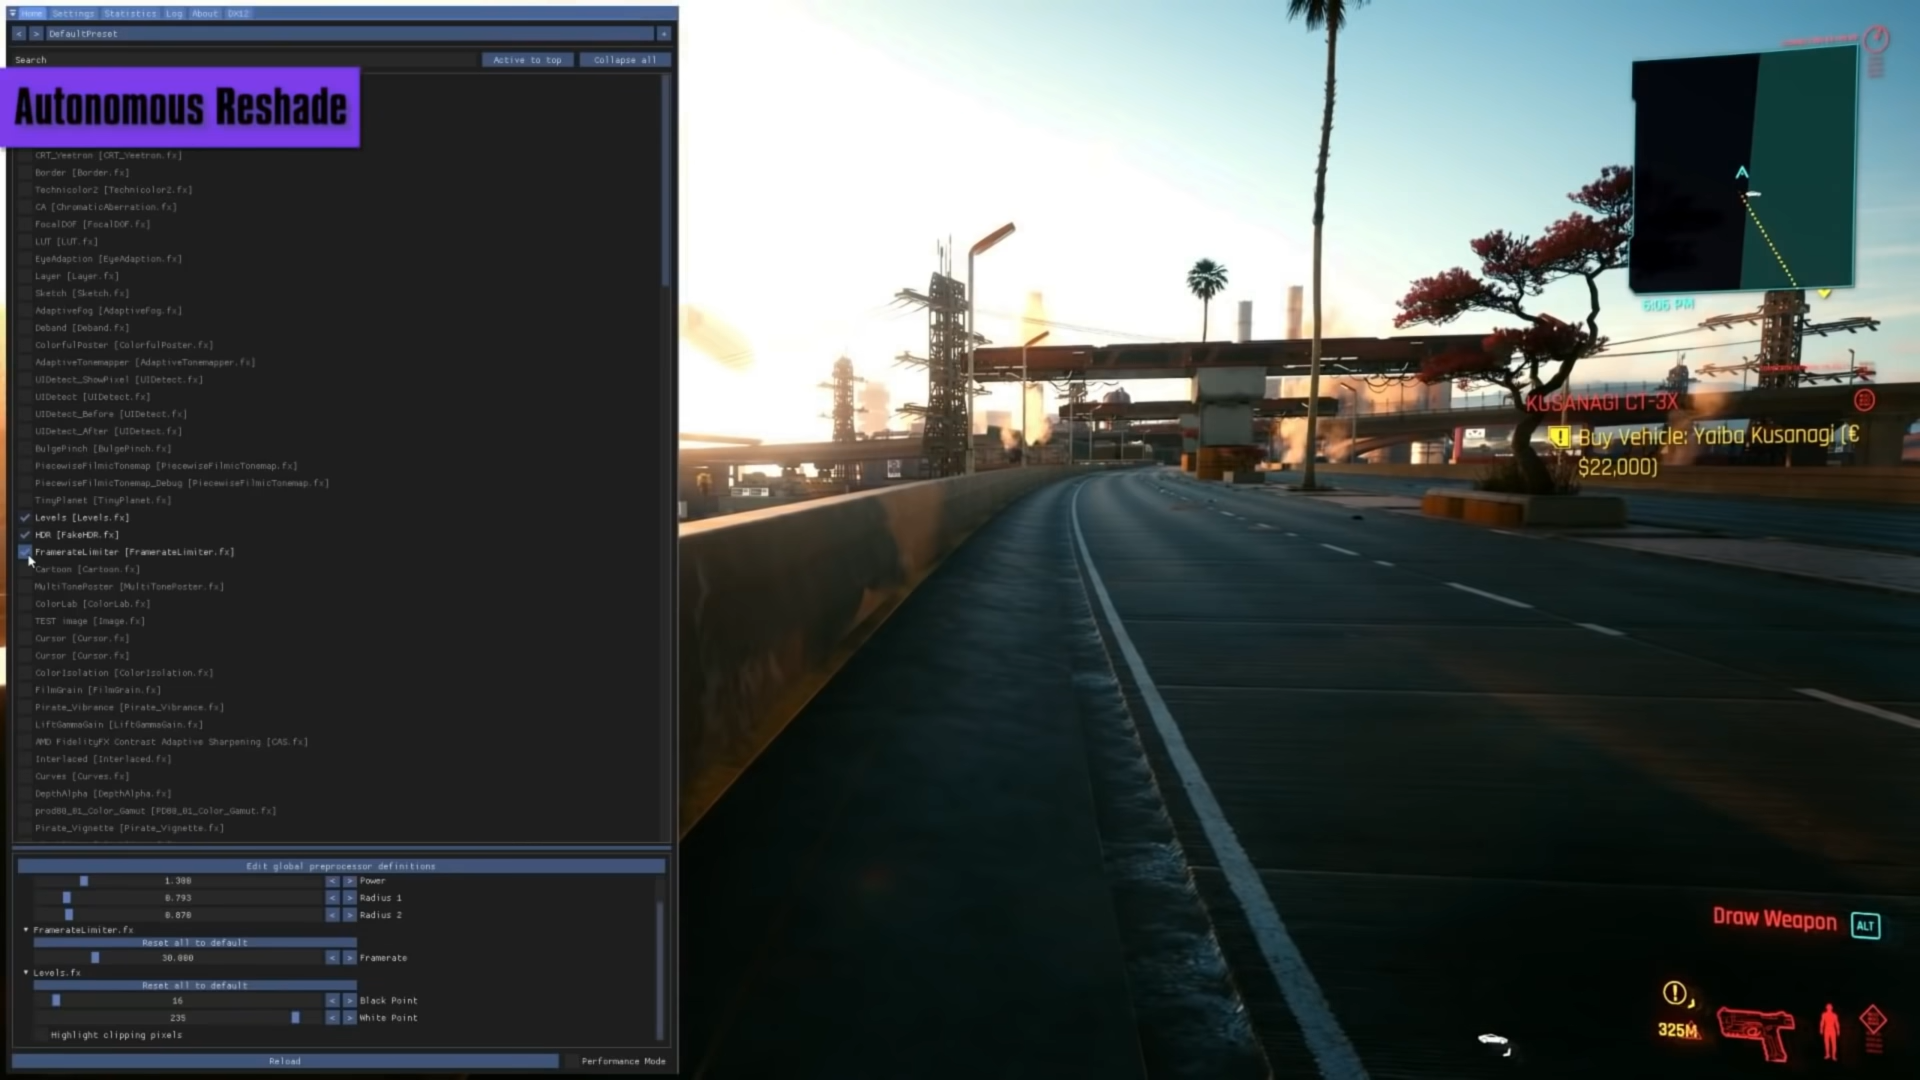 Home Settings Statistics Log About DX12
< > DefaultPreset +
Search Active to top Collapse all
Autonomous Reshade
CRT_Yeetron [CRT_Yeetron.fx]
Border [Border.fx]
Technicolor2 [Technicolor2.fx]
CA [ChromaticAberration.fx]
FocalDOF [FocalDOF.fx]
LUT [LUT.fx]
EyeAdaption [EyeAdaption.fx]
Layer [Layer.fx]
Sketch [Sketch.fx]
AdaptiveFog [AdaptiveFog.fx]
Deband [Deband.fx]
ColorfulPoster [ColorfulPoster.fx]
AdaptiveTonemapper [AdaptiveTonemapper.fx]
UIDetect_ShowPixel [UIDetect.fx]
UIDetect [UIDetect.fx]
UIDetect_Before [UIDetect.fx]
UIDetect_After [UIDetect.fx]
BulgePinch [BulgePinch.fx]
PiecewiseFilmicTonemap [PiecewiseFilmicTonemap.fx]
PiecewiseFilmicTonemap_Debug [PiecewiseFilmicTonemap.fx]
TinyPlanet [TinyPlanet.fx]
Levels [Levels.fx]
HDR [FakeHDR.fx]
FramerateLimiter [FramerateLimiter.fx]
Cartoon [Cartoon.fx]
MultiTonePoster [MultiTonePoster.fx]
ColorLab [ColorLab.fx]
TEST image [Image.fx]
Cursor [Cursor.fx]
Cursor [Cursor.fx]
ColorIsolation [ColorIsolation.fx]
FilmGrain [FilmGrain.fx]
Pirate_Vibrance [Pirate_Vibrance.fx]
LiftGammaGain [LiftGammaGain.fx]
AMD FidelityFX Contrast Adaptive Sharpening [CAS.fx]
Interlaced [Interlaced.fx]
Curves [Curves.fx]
DepthAlpha [DepthAlpha.fx]
prod80_01_Color_Gamut [PD80_01_Color_Gamut.fx]
Pirate_Vignette [Pirate_Vignette.fx]
Edit global preprocessor definitions
1.300 < > Power
0.793 < > Radius 1
0.870 < > Radius 2
FramerateLimiter.fx
Reset all to default
30.000 < > Framerate
Levels.fx
Reset all to default
16 < > Black Point
235 < > White Point
Highlight clipping pixels
Reload Performance Mode
6:06 PM
KUSANAGI CT-3X
Buy Vehicle: Yaiba Kusanagi (€
$22,000)
Draw Weapon ALT
325M